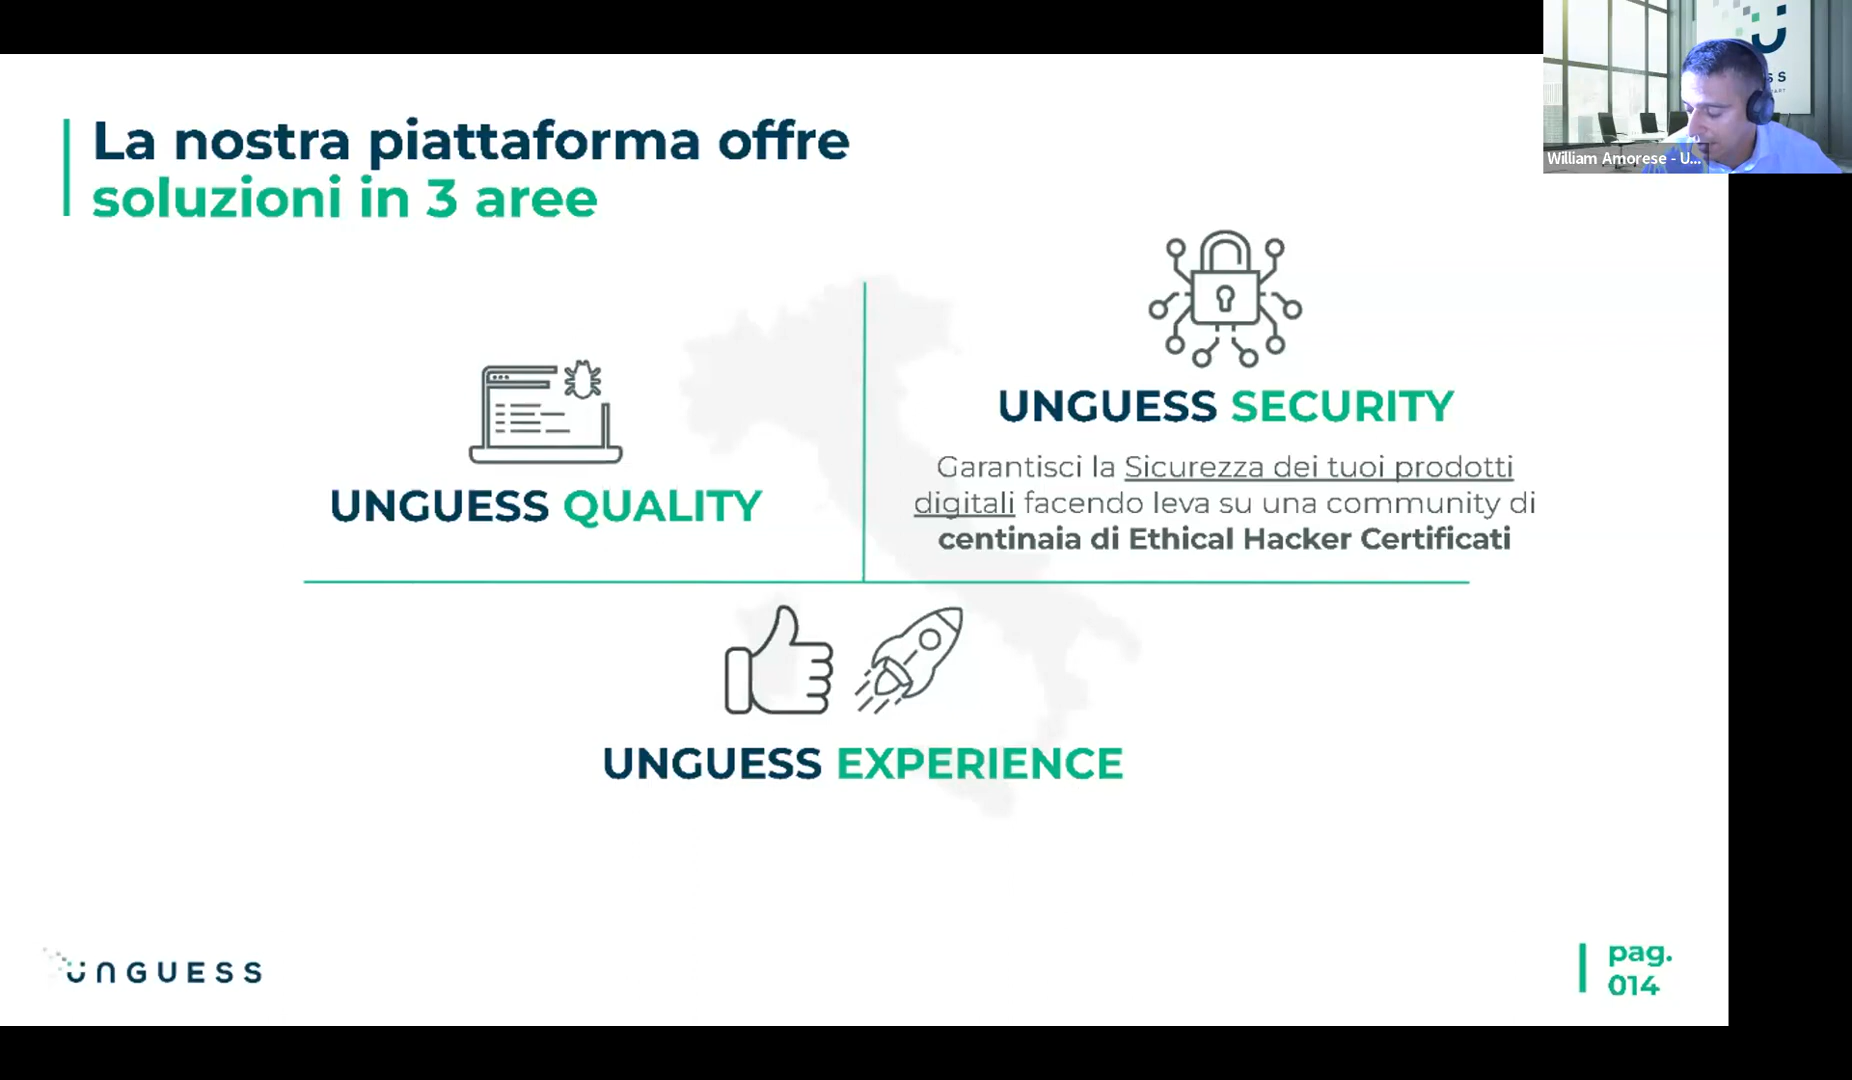 La nostra piattaforma offre
soluzioni in 3 aree
William Amorese - U...
UNGUESS SECURITY
Garantisci la Sicurezza dei tuoi prodotti
digitali facendo leva su una community di
centinaia di Ethical Hacker Certificati
UNGUESS QUALITY
UNGUESS EXPERIENCE
UNGUESS
pag.
014